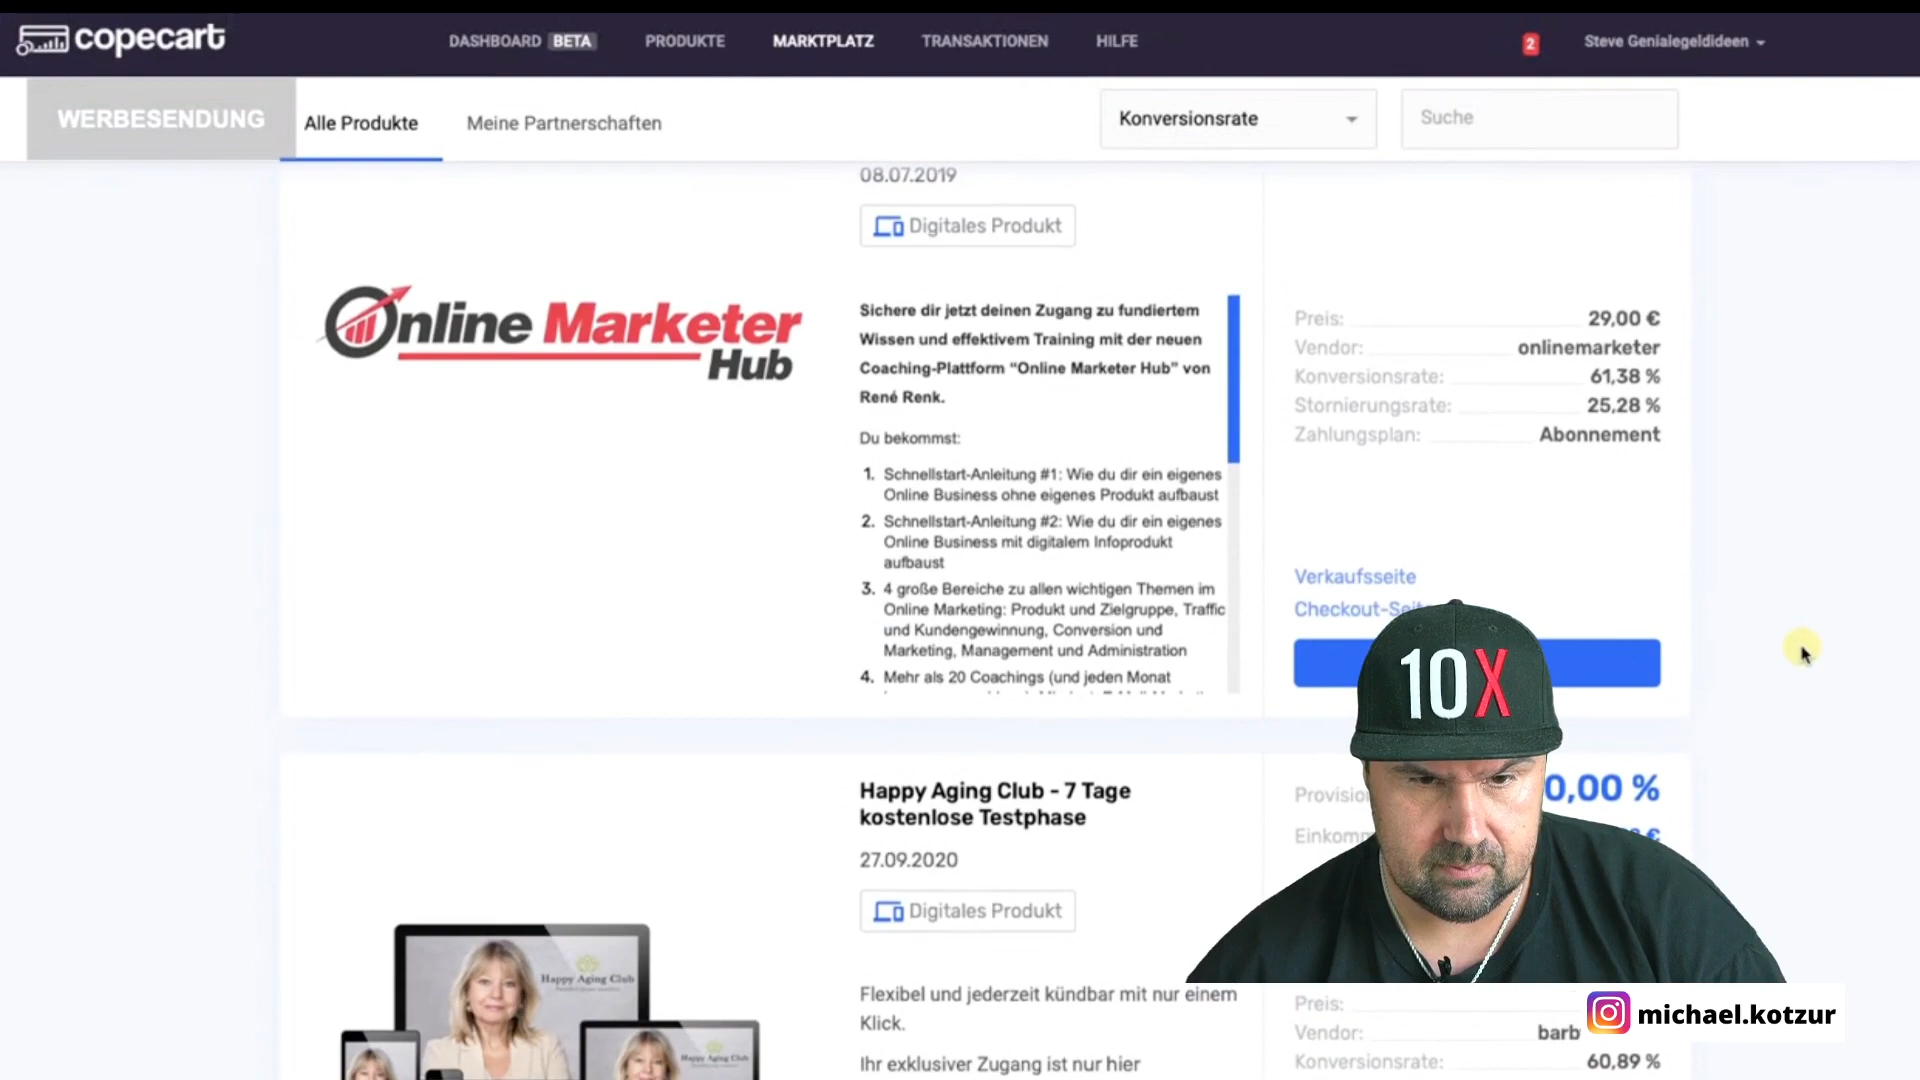 copecart
DASHBOARD BETA
PRODUKTE
MARKTPLATZ
TRANSAKTIONEN
HILFE
2
Steve Genialegeldideen
WERBESENDUNG
Alle Produkte
Meine Partnerschaften
Konversionsrate
Suche
08.07.2019
Digitales Produkt
Online Marketer
Hub
Sichere dir jetzt deinen Zugang zu fundiertem
Wissen und effektivem Training mit der neuen
Coaching-Plattform “Online Marketer Hub” von
René Renk.
Du bekommst:
1. Schnellstart-Anleitung #1: Wie du dir ein eigenes
Online Business ohne eigenes Produkt aufbaust
2. Schnellstart-Anleitung #2: Wie du dir ein eigenes
Online Business mit digitalem Infoprodukt
aufbaust
3. 4 große Bereiche zu allen wichtigen Themen im
Online Marketing: Produkt und Zielgruppe, Traffic
und Kundengewinnung, Conversion und
Marketing, Management und Administration
4. Mehr als 20 Coachings (und jeden Monat
Preis: 29,00 €
Vendor: onlinemarketer
Konversionsrate: 61,38 %
Stornierungsrate: 25,28 %
Zahlungsplan: Abonnement
Verkaufsseite
Checkout-Seite
10X
Happy Aging Club - 7 Tage
kostenlose Testphase
27.09.2020
Digitales Produkt
Happy Aging Club
Happy Aging Club
Flexibel und jederzeit kündbar mit nur einem
Klick.
Ihr exklusiver Zugang ist nur hier
0,00 %
€
Preis:
Vendor: barb
Konversionsrate: 60,89 %
michael.kotzur